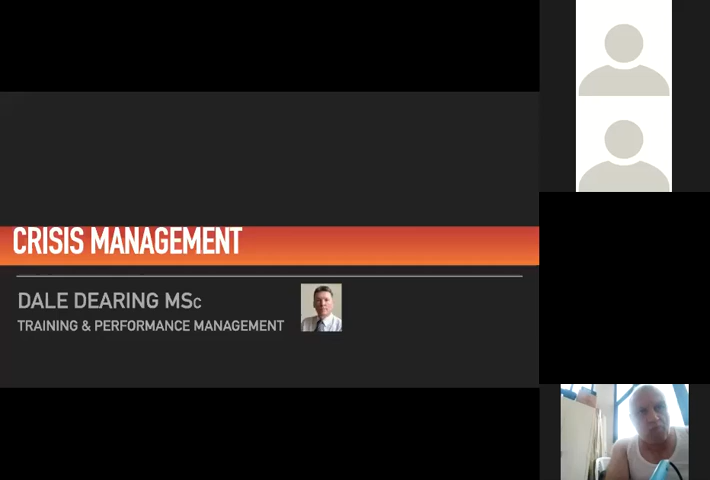 CRISIS MANAGEMENT
DALE DEARING MSc
TRAINING & PERFORMANCE MANAGEMENT